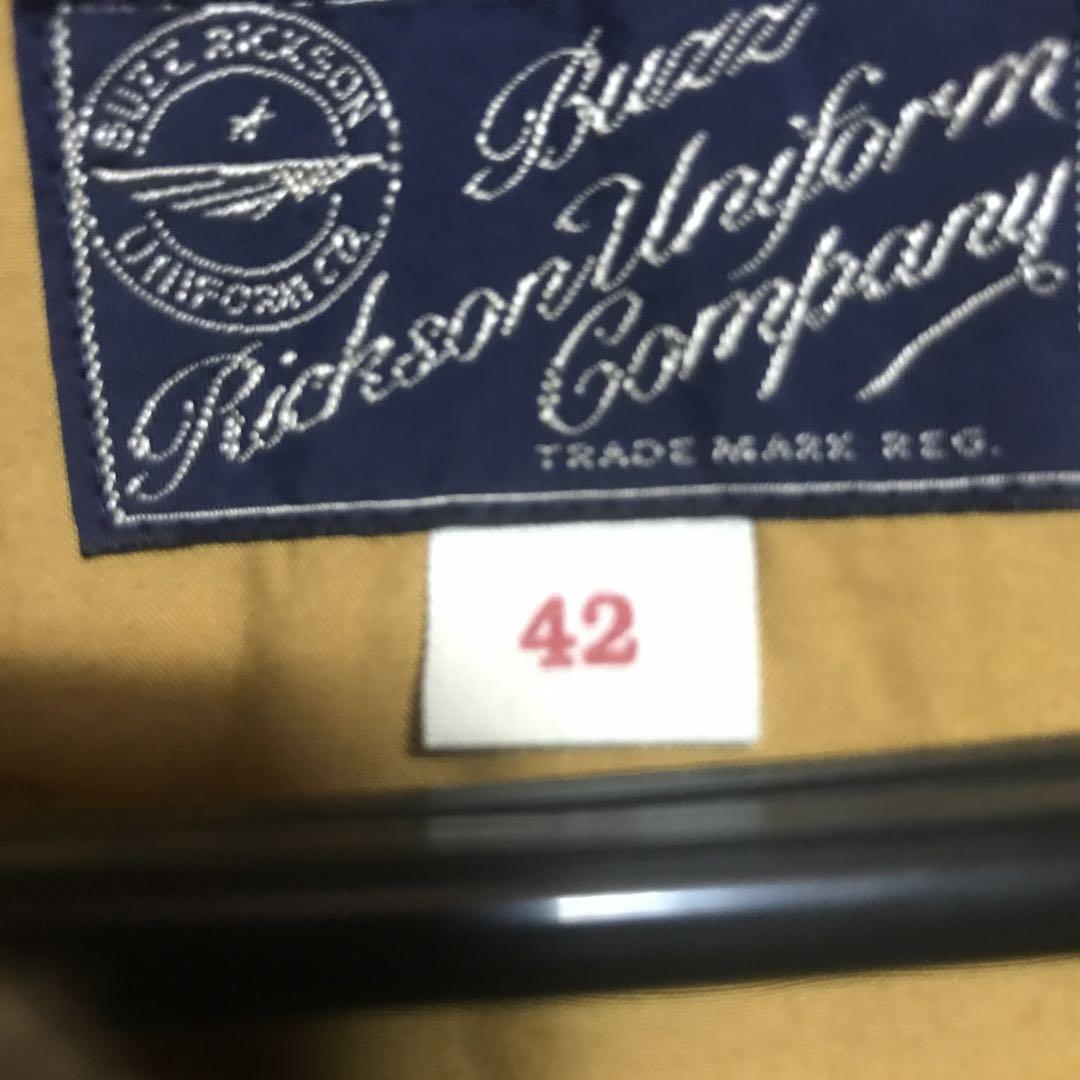 BUZZ RICKSON
UNIFORM CO.
Buzz
Rickson Uniform
Company
TRADE MARK REG.
42